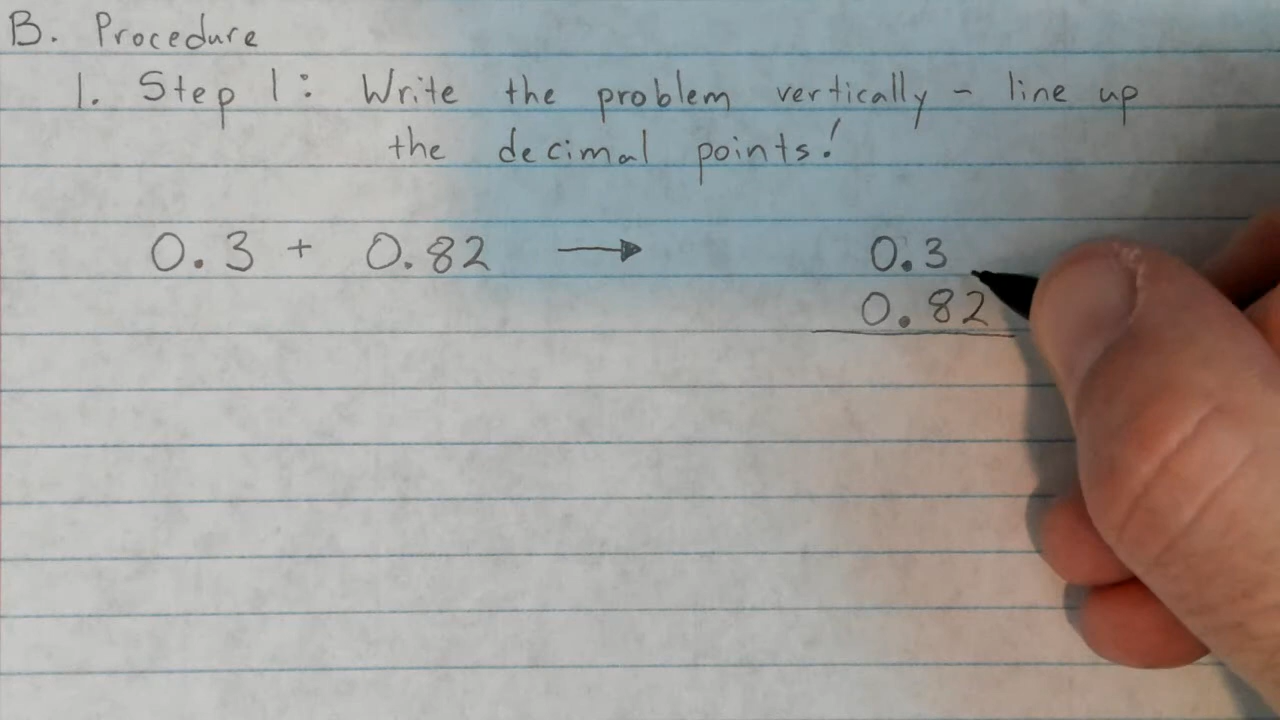 B. Procedure
1. Step 1: Write the problem vertically - line up
the decimal points!
0.3 + 0.82 → 0.3
0.82